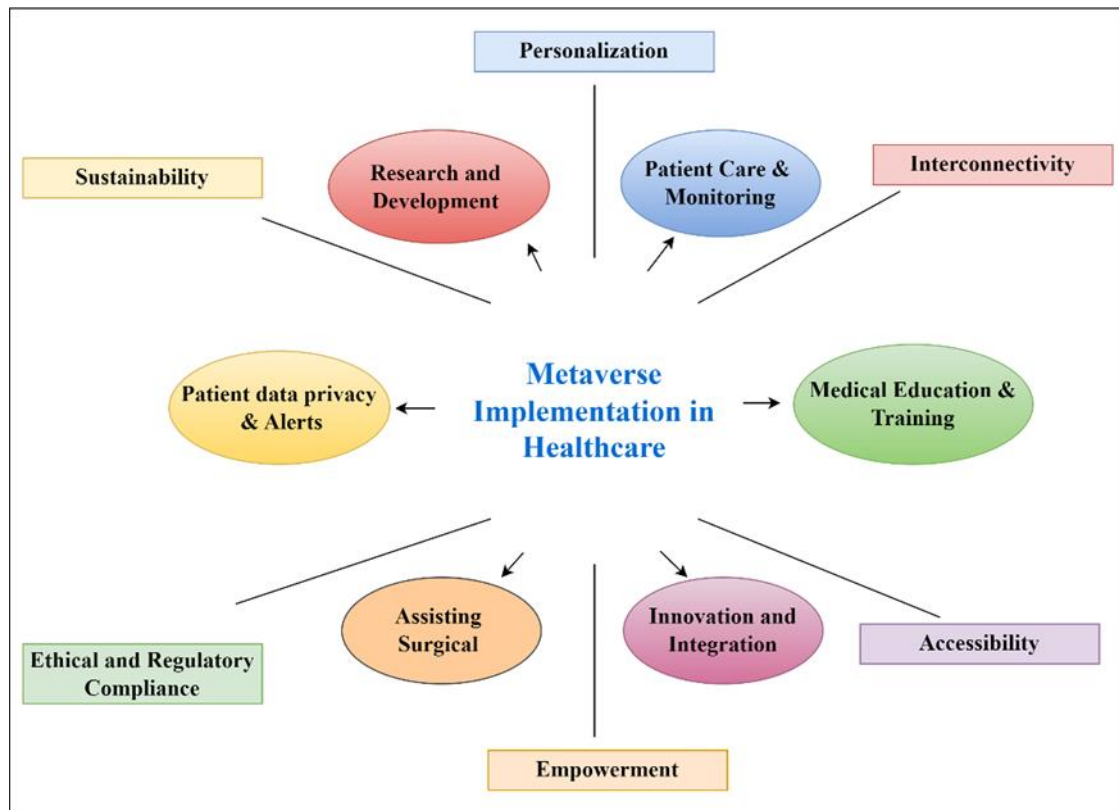 Personalization
Sustainability
Research and
Development
Patient Care &
Monitoring
Interconnectivity
Patient data privacy
& Alerts
Metaverse
Implementation in
Healthcare
Medical Education &
Training
Ethical and Regulatory
Compliance
Assisting
Surgical
Innovation and
Integration
Accessibility
Empowerment